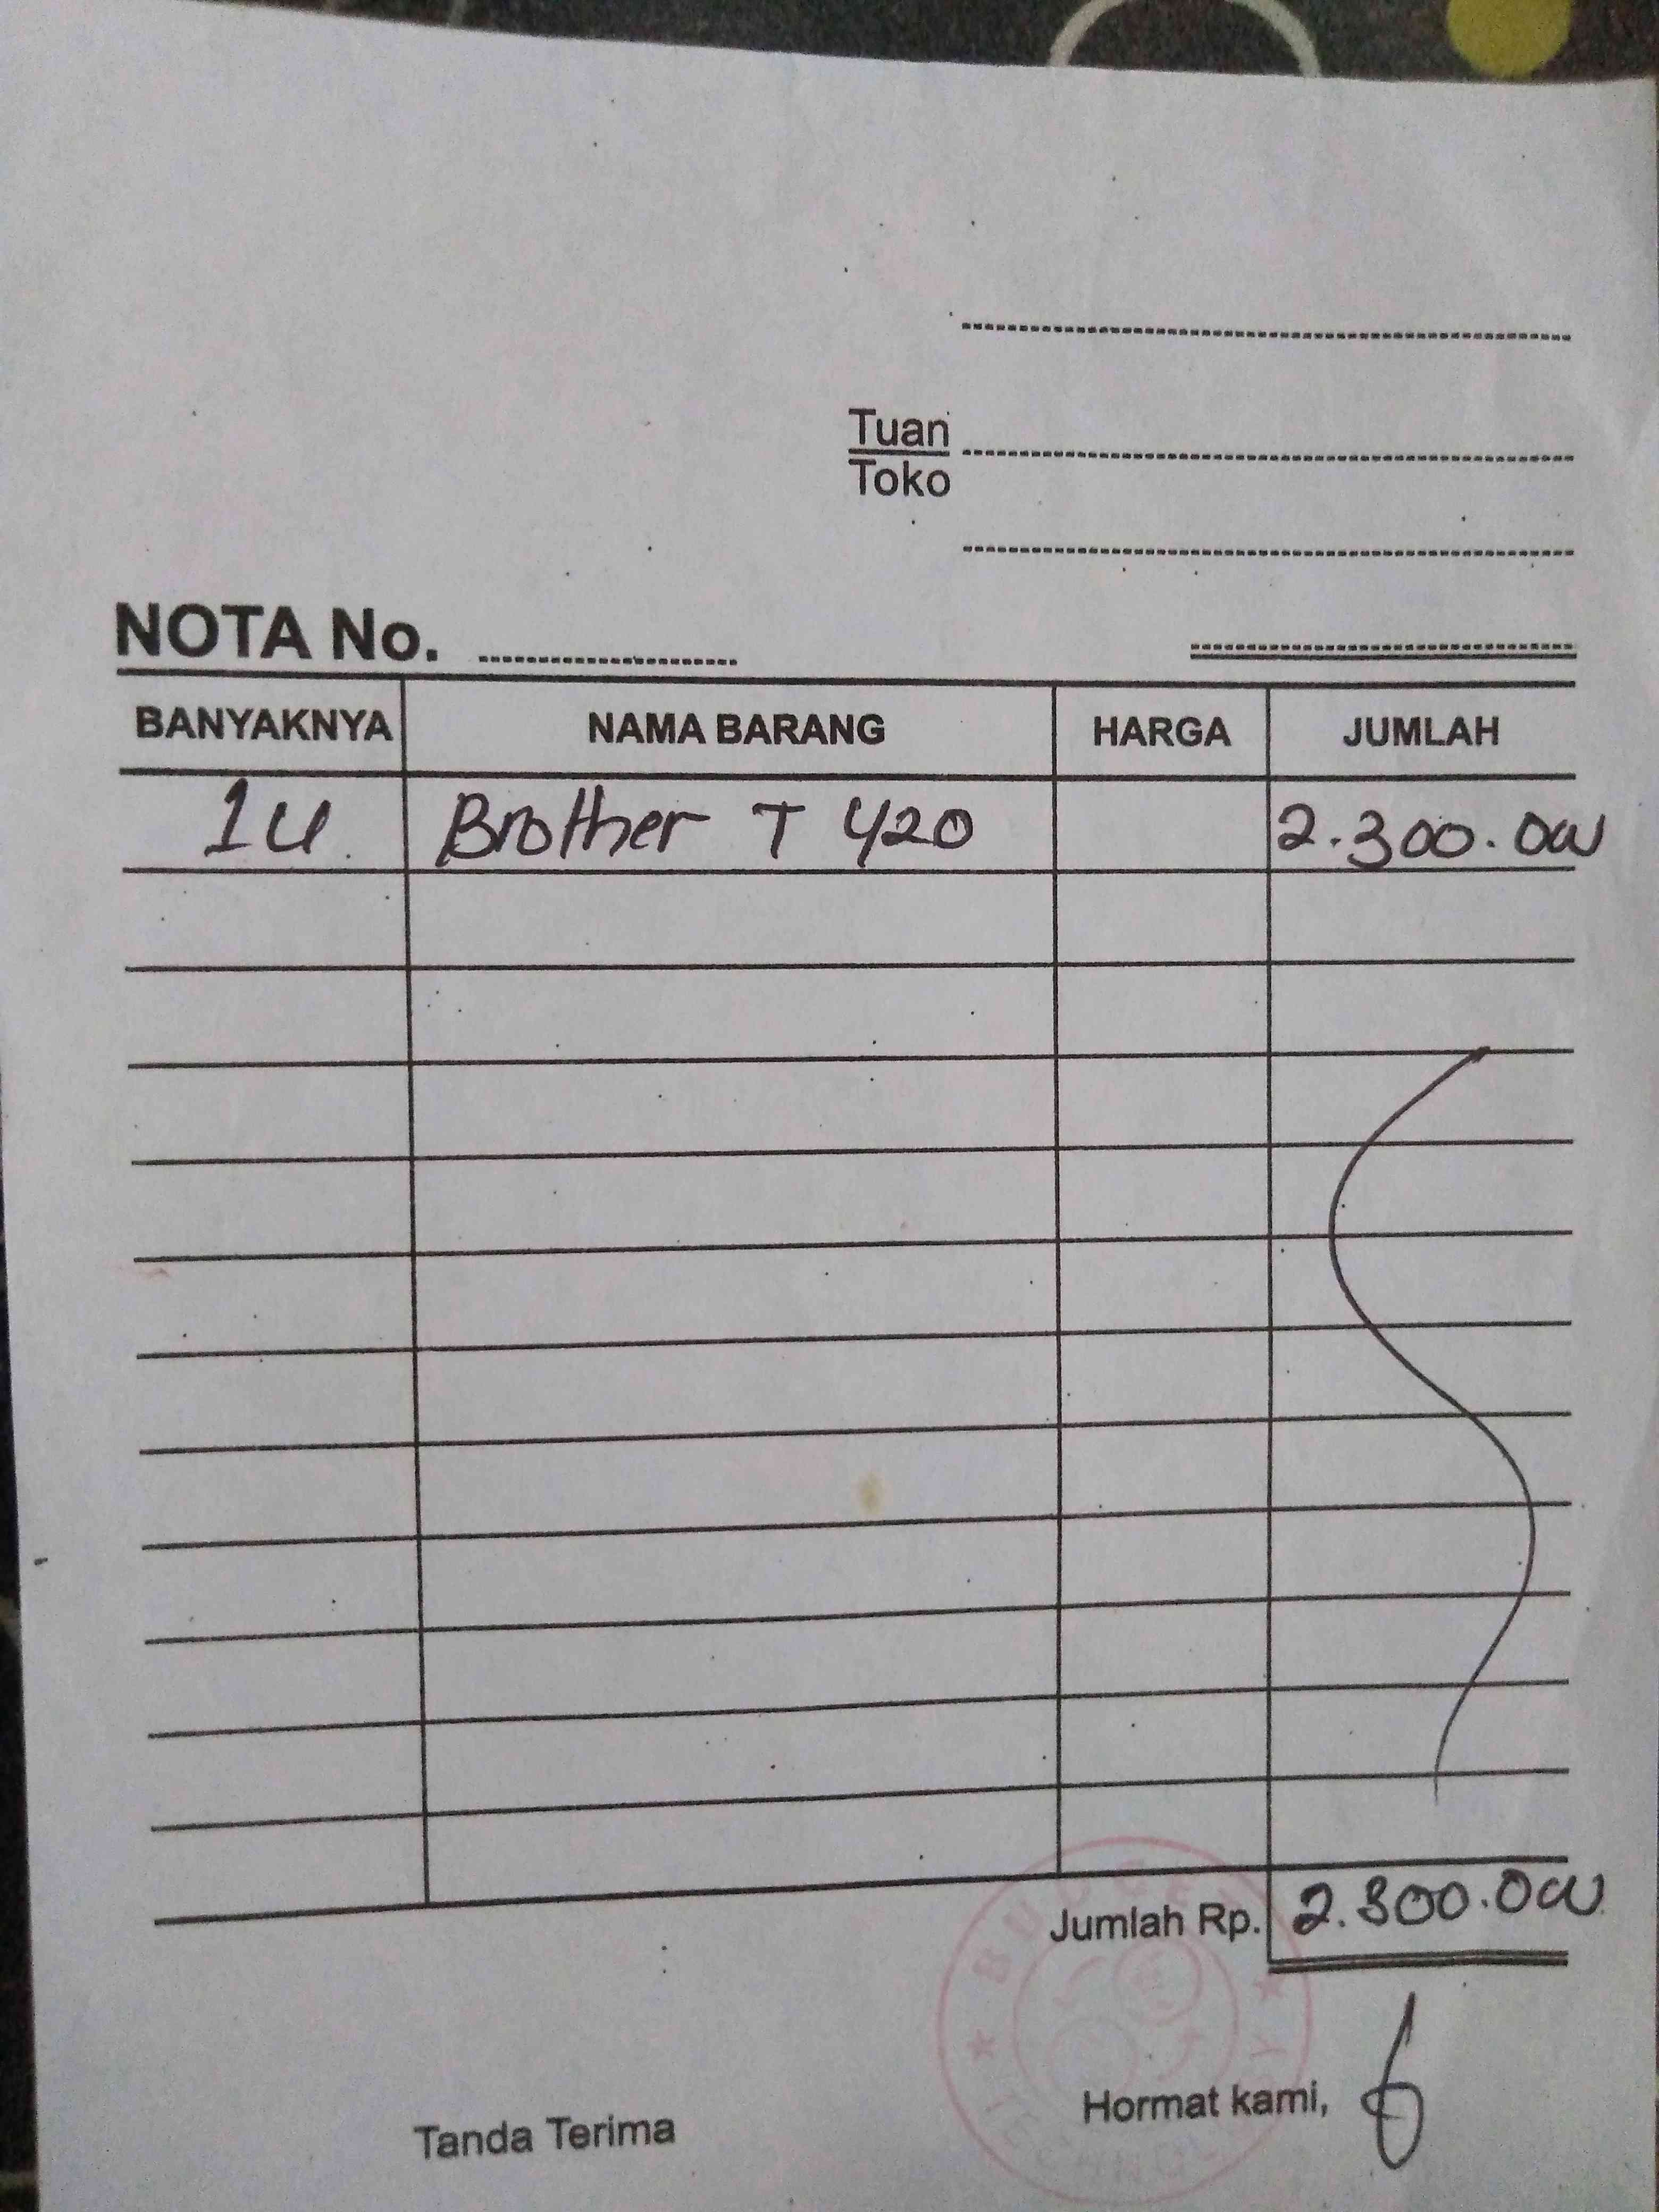 Tuan
Toko
NOTA No.
BANYAKNYA NAMA BARANG HARGA JUMLAH
1 U Brother T 420 2.300.000
Jumlah Rp. 2.300.000
Tanda Terima Hormat kami,